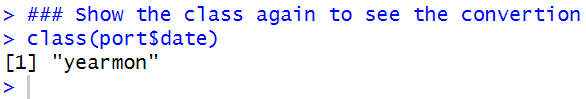 > ### Show the class again to see the convertion
> class(port$date)
[1] "yearmon"
>